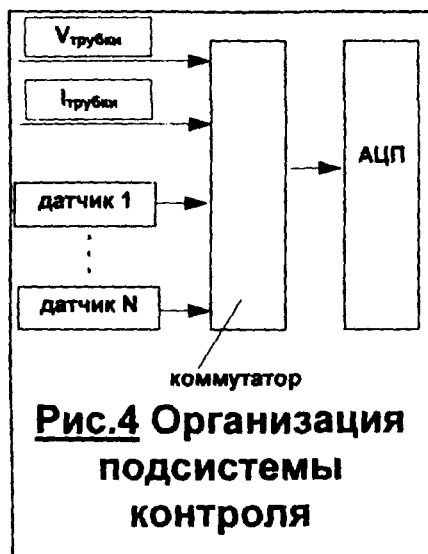 Vтрубки
Iтрубки
АЦП
датчик 1
датчик N
коммутатор
Рис.4 Организация
подсистемы
контроля